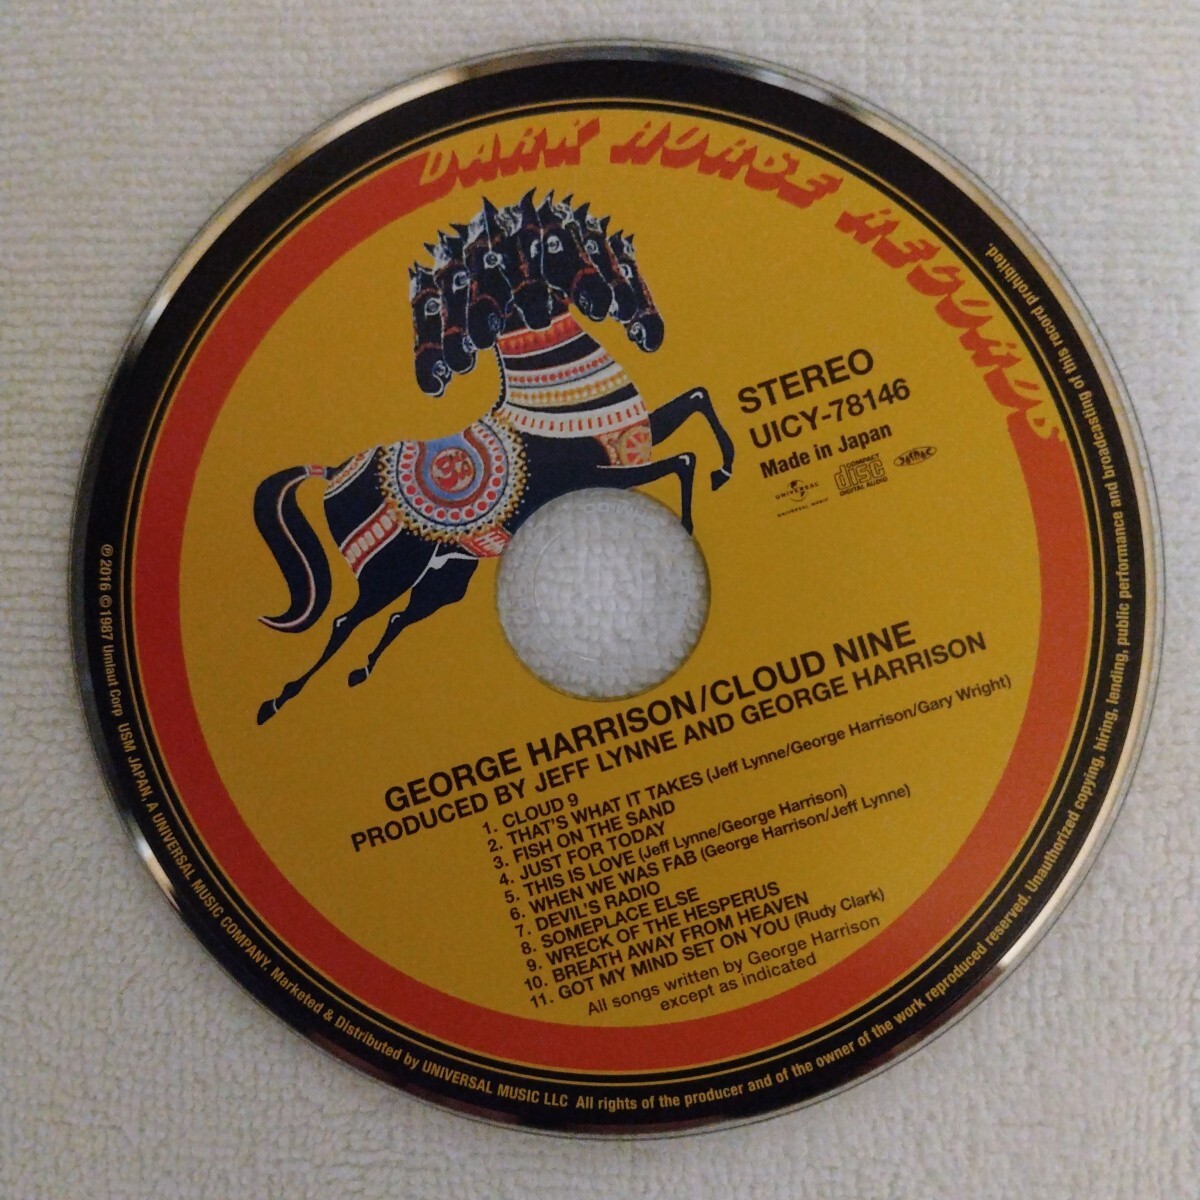 DARK HORSE RECORDS
STEREO
UICY-78146
Made in Japan
UNIVERSAL
UNIVERSAL MUSIC
COMPACT
disc
DIGITAL AUDIO
GEORGE HARRISON/CLOUD NINE
PRODUCED BY JEFF LYNNE AND GEORGE HARRISON
1. CLOUD 9
2. THAT'S WHAT IT TAKES (Jeff Lynne/George Harrison/Gary Wright)
3. FISH ON THE SAND
4. JUST FOR TODAY
5. THIS IS LOVE (Jeff Lynne/George Harrison)
6. WHEN WE WAS FAB (George Harrison/Jeff Lynne)
7. DEVIL'S RADIO
8. SOMEPLACE ELSE
9. WRECK OF THE HESPERUS
10. BREATH AWAY FROM HEAVEN
11. GOT MY MIND SET ON YOU (Rudy Clark)
All songs written by George Harrison
except as indicated
℗ 2016 © 1987 Umlaut Corp USM JAPAN, A UNIVERSAL MUSIC COMPANY. Marketed & Distributed by UNIVERSAL MUSIC LLC All rights of the producer and of the owner of the work reproduced reserved. Unauthorized copying, hiring, lending, public performance and broadcasting of this record prohibited.